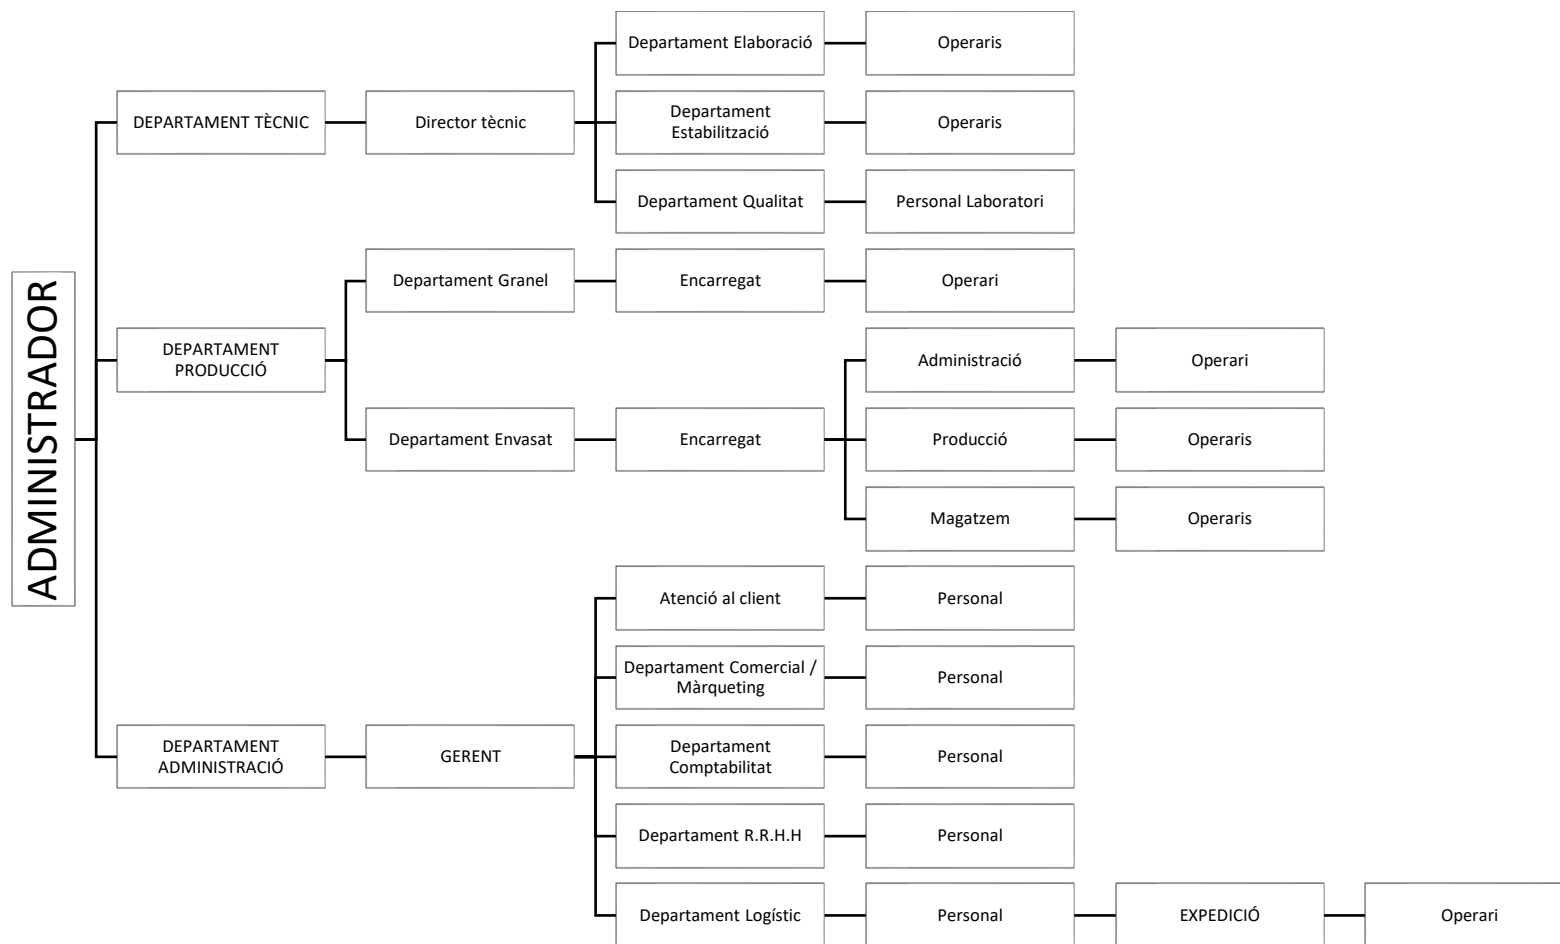 ADMINISTRADOR
DEPARTAMENT TÈCNIC
Director tècnic
Departament Elaboració
Operaris
Departament
Estabilització
Operaris
Departament Qualitat
Personal Laboratori
DEPARTAMENT
PRODUCCIÓ
Departament Granel
Encarregat
Operari
Departament Envasat
Encarregat
Administració
Operari
Producció
Operaris
Magatzem
Operaris
DEPARTAMENT
ADMINISTRACIÓ
GERENT
Atenció al client
Personal
Departament Comercial /
Màrqueting
Personal
Departament
Comptabilitat
Personal
Departament R.R.H.H
Personal
Departament Logístic
Personal
EXPEDICIÓ
Operari